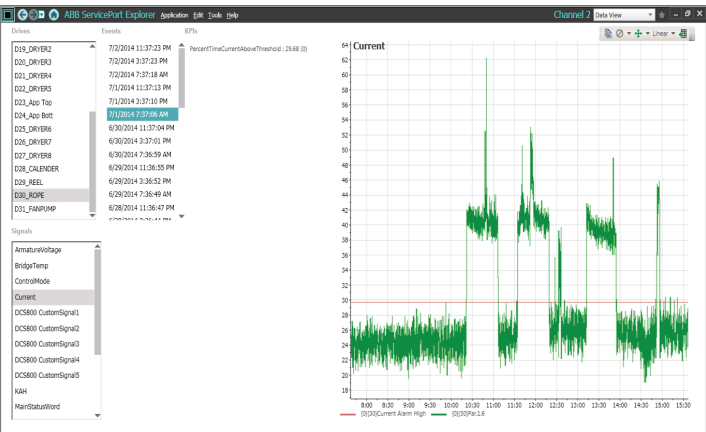 ABB ServicePort Explorer Application Edit Tools Help
Channel 2 Data View
Drives
D19_DRYER2
D20_DRYER3
D21_DRYER4
D22_DRYER5
D23_App Top
D24_App Bott
D25_DRYER6
D26_DRYER7
D27_DRYER8
D28_CALENDER
D29_REEL
D30_ROPE
D31_FANPUMP
Events
7/2/2014 11:37:23 PM
7/2/2014 3:37:23 PM
7/2/2014 7:37:18 AM
7/1/2014 11:37:13 PM
7/1/2014 3:37:10 PM
7/1/2014 7:37:06 AM
6/30/2014 11:37:04 PM
6/30/2014 3:37:01 PM
6/30/2014 7:36:59 AM
6/29/2014 11:36:55 PM
6/29/2014 3:36:52 PM
6/29/2014 7:36:49 AM
6/28/2014 11:36:47 PM
KPIs
PercentTimeCurrentAboveThreshold : 29.68 (0)
Signals
ArmatureVoltage
BridgeTemp
ControlMode
Current
DCS800 CustomSignal1
DCS800 CustomSignal2
DCS800 CustomSignal3
DCS800 CustomSignal4
DCS800 CustomSignal5
KAH
MainStatusWord
Linear
Current
64
62
60
58
56
54
52
50
48
46
44
42
40
38
36
34
32
30
28
26
24
22
20
18
8:00 8:30 9:00 9:30 10:00 10:30 11:00 11:30 12:00 12:30 13:00 13:30 14:00 14:30 15:00 15:30
(0)(30)Current Alarm High (0)(30)Par.1.6